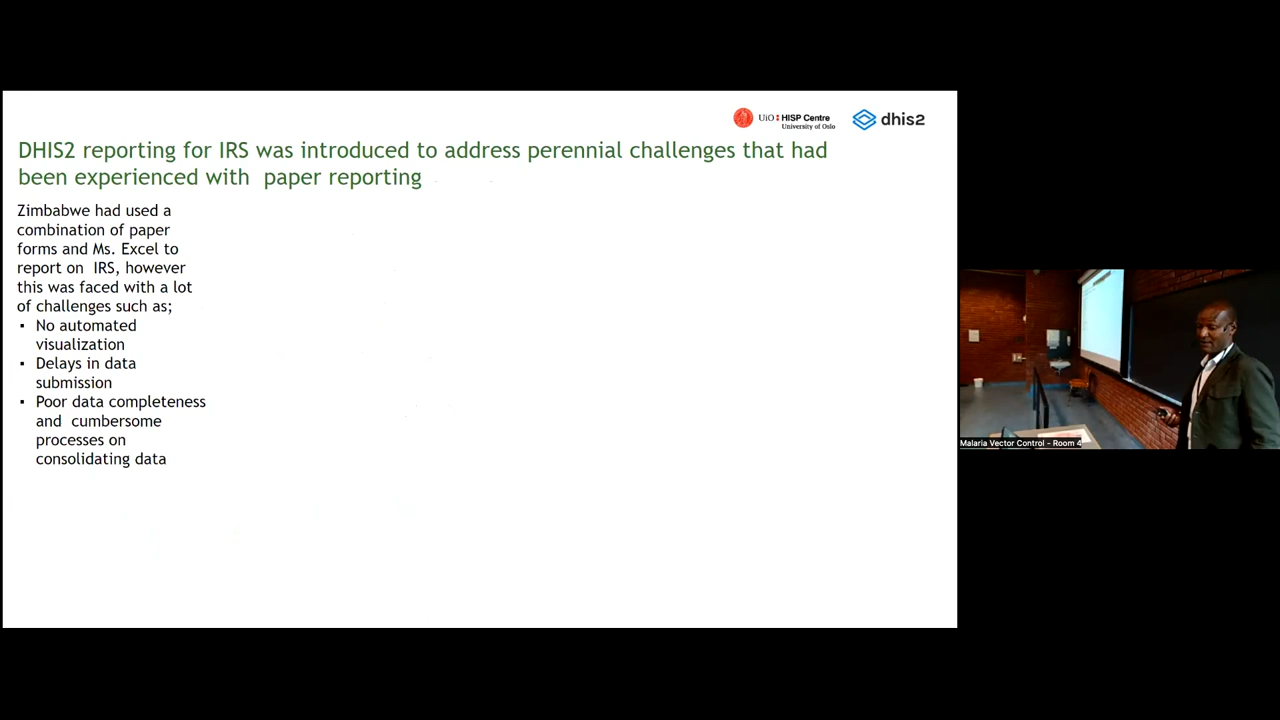 UiO : HISP Centre
University of Oslo
dhis2
DHIS2 reporting for IRS was introduced to address perennial challenges that had
been experienced with  paper reporting
Zimbabwe had used a
combination of paper
forms and Ms. Excel to
report on  IRS, however
this was faced with a lot
of challenges such as;
▪ No automated
visualization
▪ Delays in data
submission
▪ Poor data completeness
and  cumbersome
processes on
consolidating data
Malaria Vector Control - Room 4